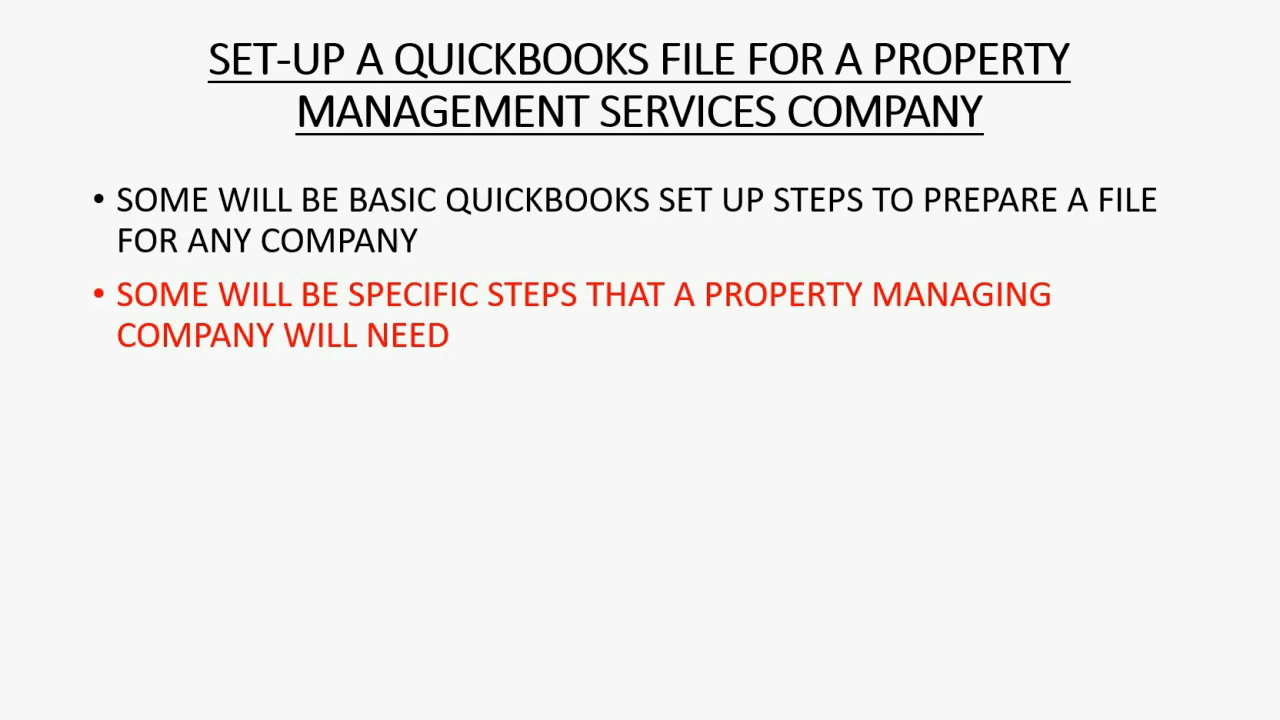 SET-UP A QUICKBOOKS FILE FOR A PROPERTY
MANAGEMENT SERVICES COMPANY
• SOME WILL BE BASIC QUICKBOOKS SET UP STEPS TO PREPARE A FILE
FOR ANY COMPANY
• SOME WILL BE SPECIFIC STEPS THAT A PROPERTY MANAGING
COMPANY WILL NEED